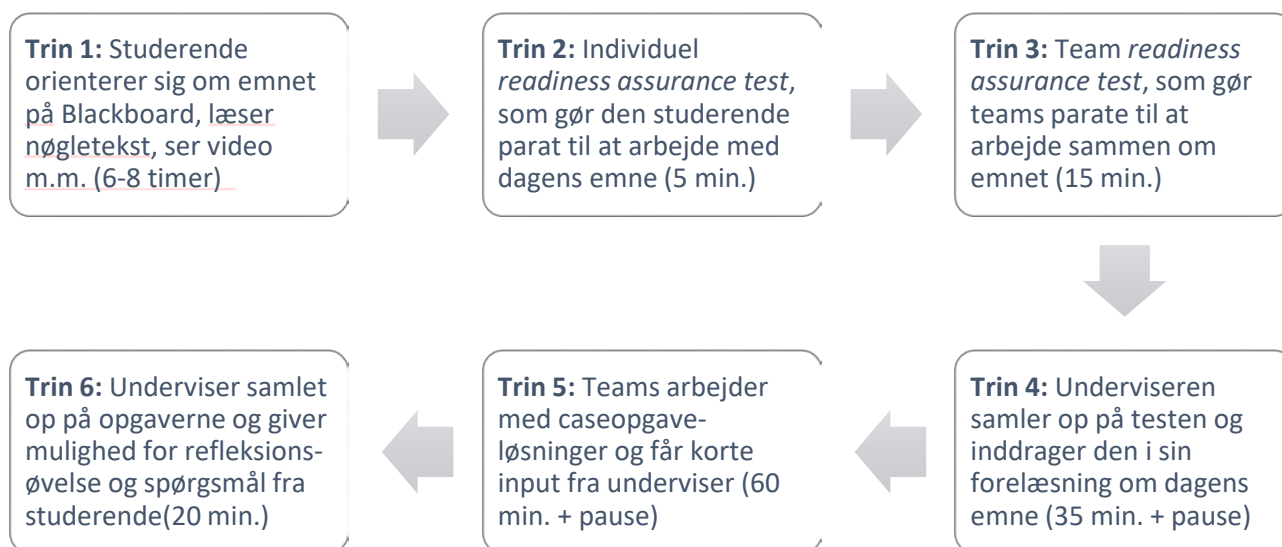 Trin 1: Studerende
orienterer sig om emnet
på Blackboard, læser
nøgletekst, ser video
m.m. (6-8 timer)
Trin 2: Individuel
readiness assurance test,
som gør den studerende
parat til at arbejde med
dagens emne (5 min.)
Trin 3: Team readiness
assurance test, som gør
teams parate til at
arbejde sammen om
emnet (15 min.)
Trin 4: Underviseren
samler op på testen og
inddrager den i sin
forelæsning om dagens
emne (35 min. + pause)
Trin 5: Teams arbejder
med caseopgave-
løsninger og får korte
input fra underviser (60
min. + pause)
Trin 6: Underviser samlet
op på opgaverne og giver
mulighed for refleksions-
øvelse og spørgsmål fra
studerende(20 min.)